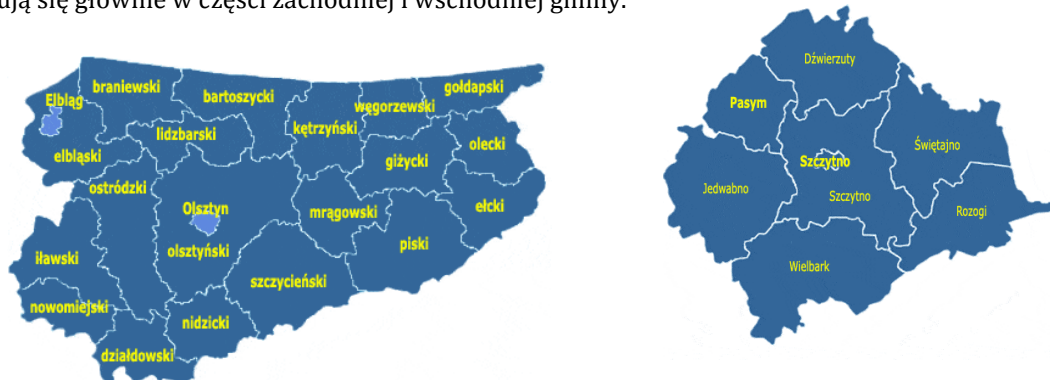 ują się głównie w części zachodniej i wschodniej gminy.
braniewski
gołdapski
Elbląg
bartoszycki
węgorzewski
kętrzyński
lidzbarski
olecki
elbląski
giżycki
ostródzki
Olsztyn
mrągowski
ełcki
olsztyński
piski
iławski
szczycieński
nowomiejski
nidzicki
działdowski
Dźwierzuty
Pasym
Świętajno
Szczytno
Jedwabno
Szczytno
Rozogi
Wielbark